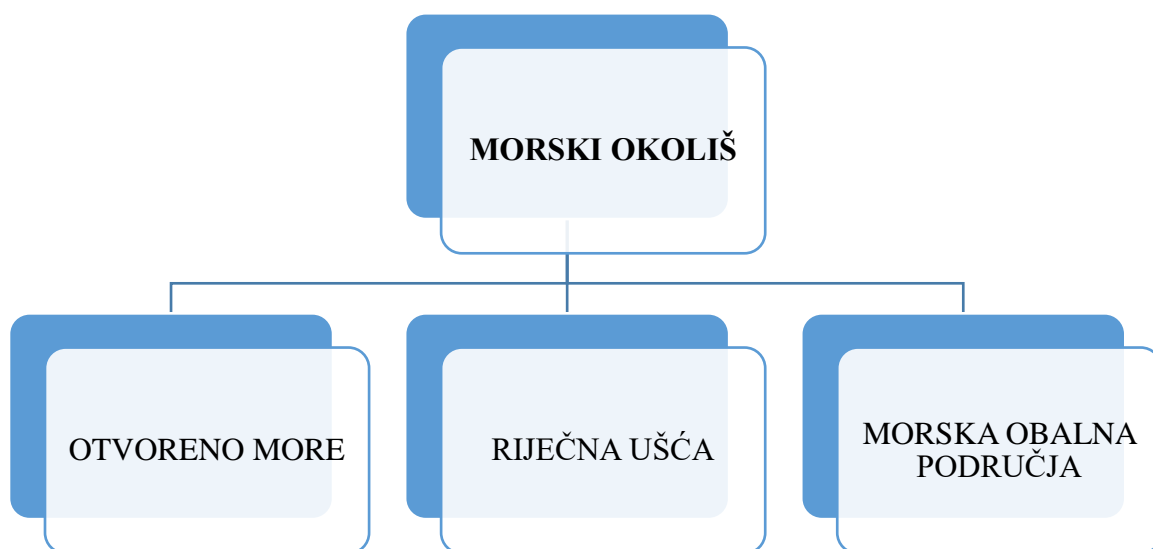 MORSKI OKOLIŠ
OTVORENO MORE
RIJEČNA UŠĆA
MORSKA OBALNA
PODRUČJA